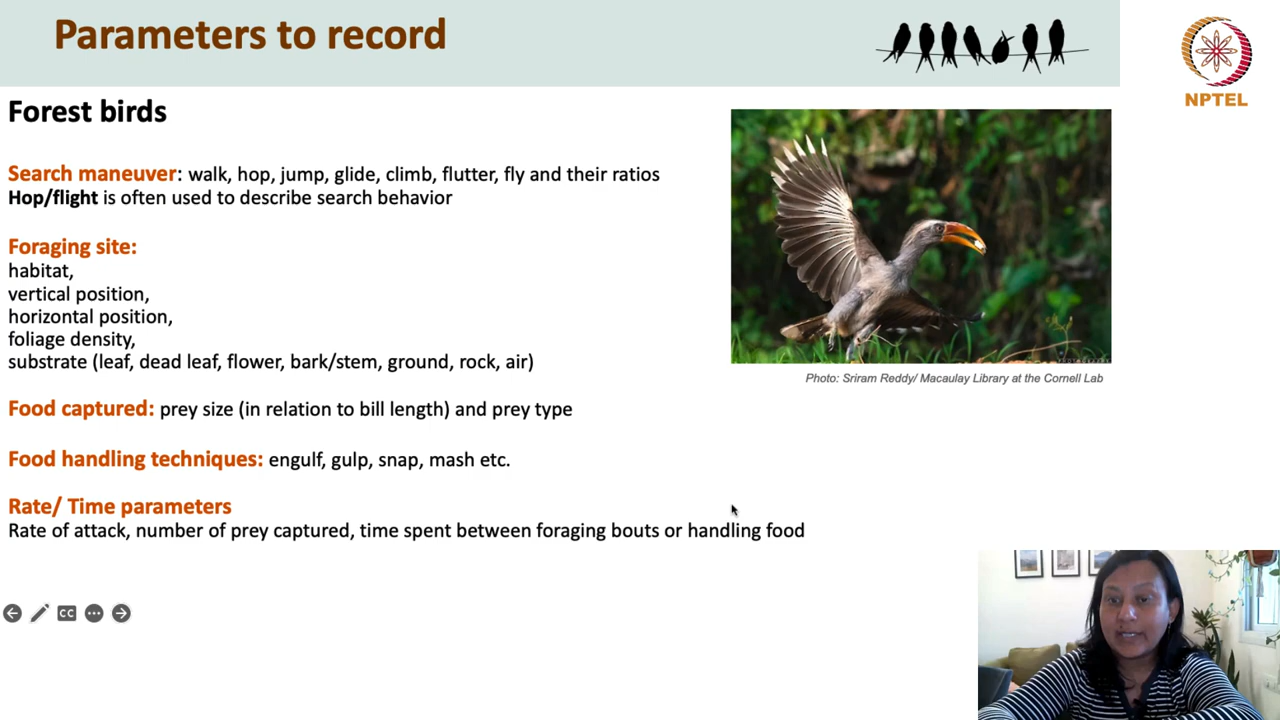 Parameters to record
NPTEL
Forest birds
Search maneuver: walk, hop, jump, glide, climb, flutter, fly and their ratios
Hop/flight is often used to describe search behavior
Foraging site:
habitat,
vertical position,
horizontal position,
foliage density,
substrate (leaf, dead leaf, flower, bark/stem, ground, rock, air)
Photo: Sriram Reddy/ Macaulay Library at the Cornell Lab
Food captured: prey size (in relation to bill length) and prey type
Food handling techniques: engulf, gulp, snap, mash etc.
Rate/ Time parameters
Rate of attack, number of prey captured, time spent between foraging bouts or handling food
CC